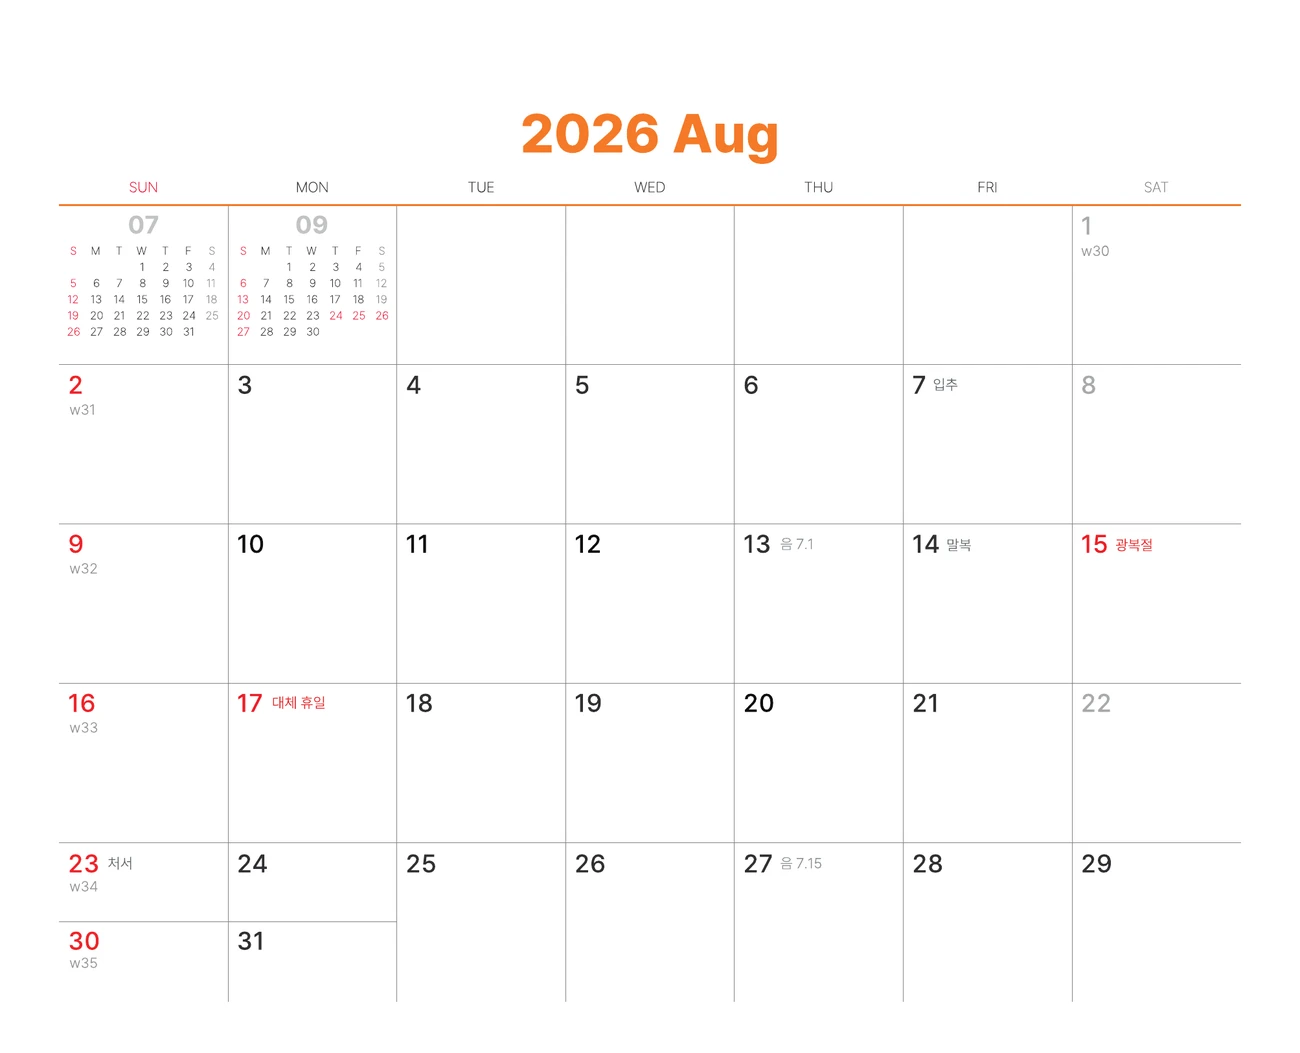 2026 Aug
SUN MON TUE WED THU FRI SAT
07
S M T W T F S
1 2 3 4
5 6 7 8 9 10 11
12 13 14 15 16 17 18
19 20 21 22 23 24 25
26 27 28 29 30 31
09
S M T W T F S
1 2 3 4 5
6 7 8 9 10 11 12
13 14 15 16 17 18 19
20 21 22 23 24 25 26
27 28 29 30
1
w30
2 3 4 5 6 7 입추 8
w31
9 10 11 12 13 음 7.1 14 말복 15 광복절
w32
16 17 대체 휴일 18 19 20 21 22
w33
23 처서 24 25 26 27 음 7.15 28 29
w34
30 31
w35